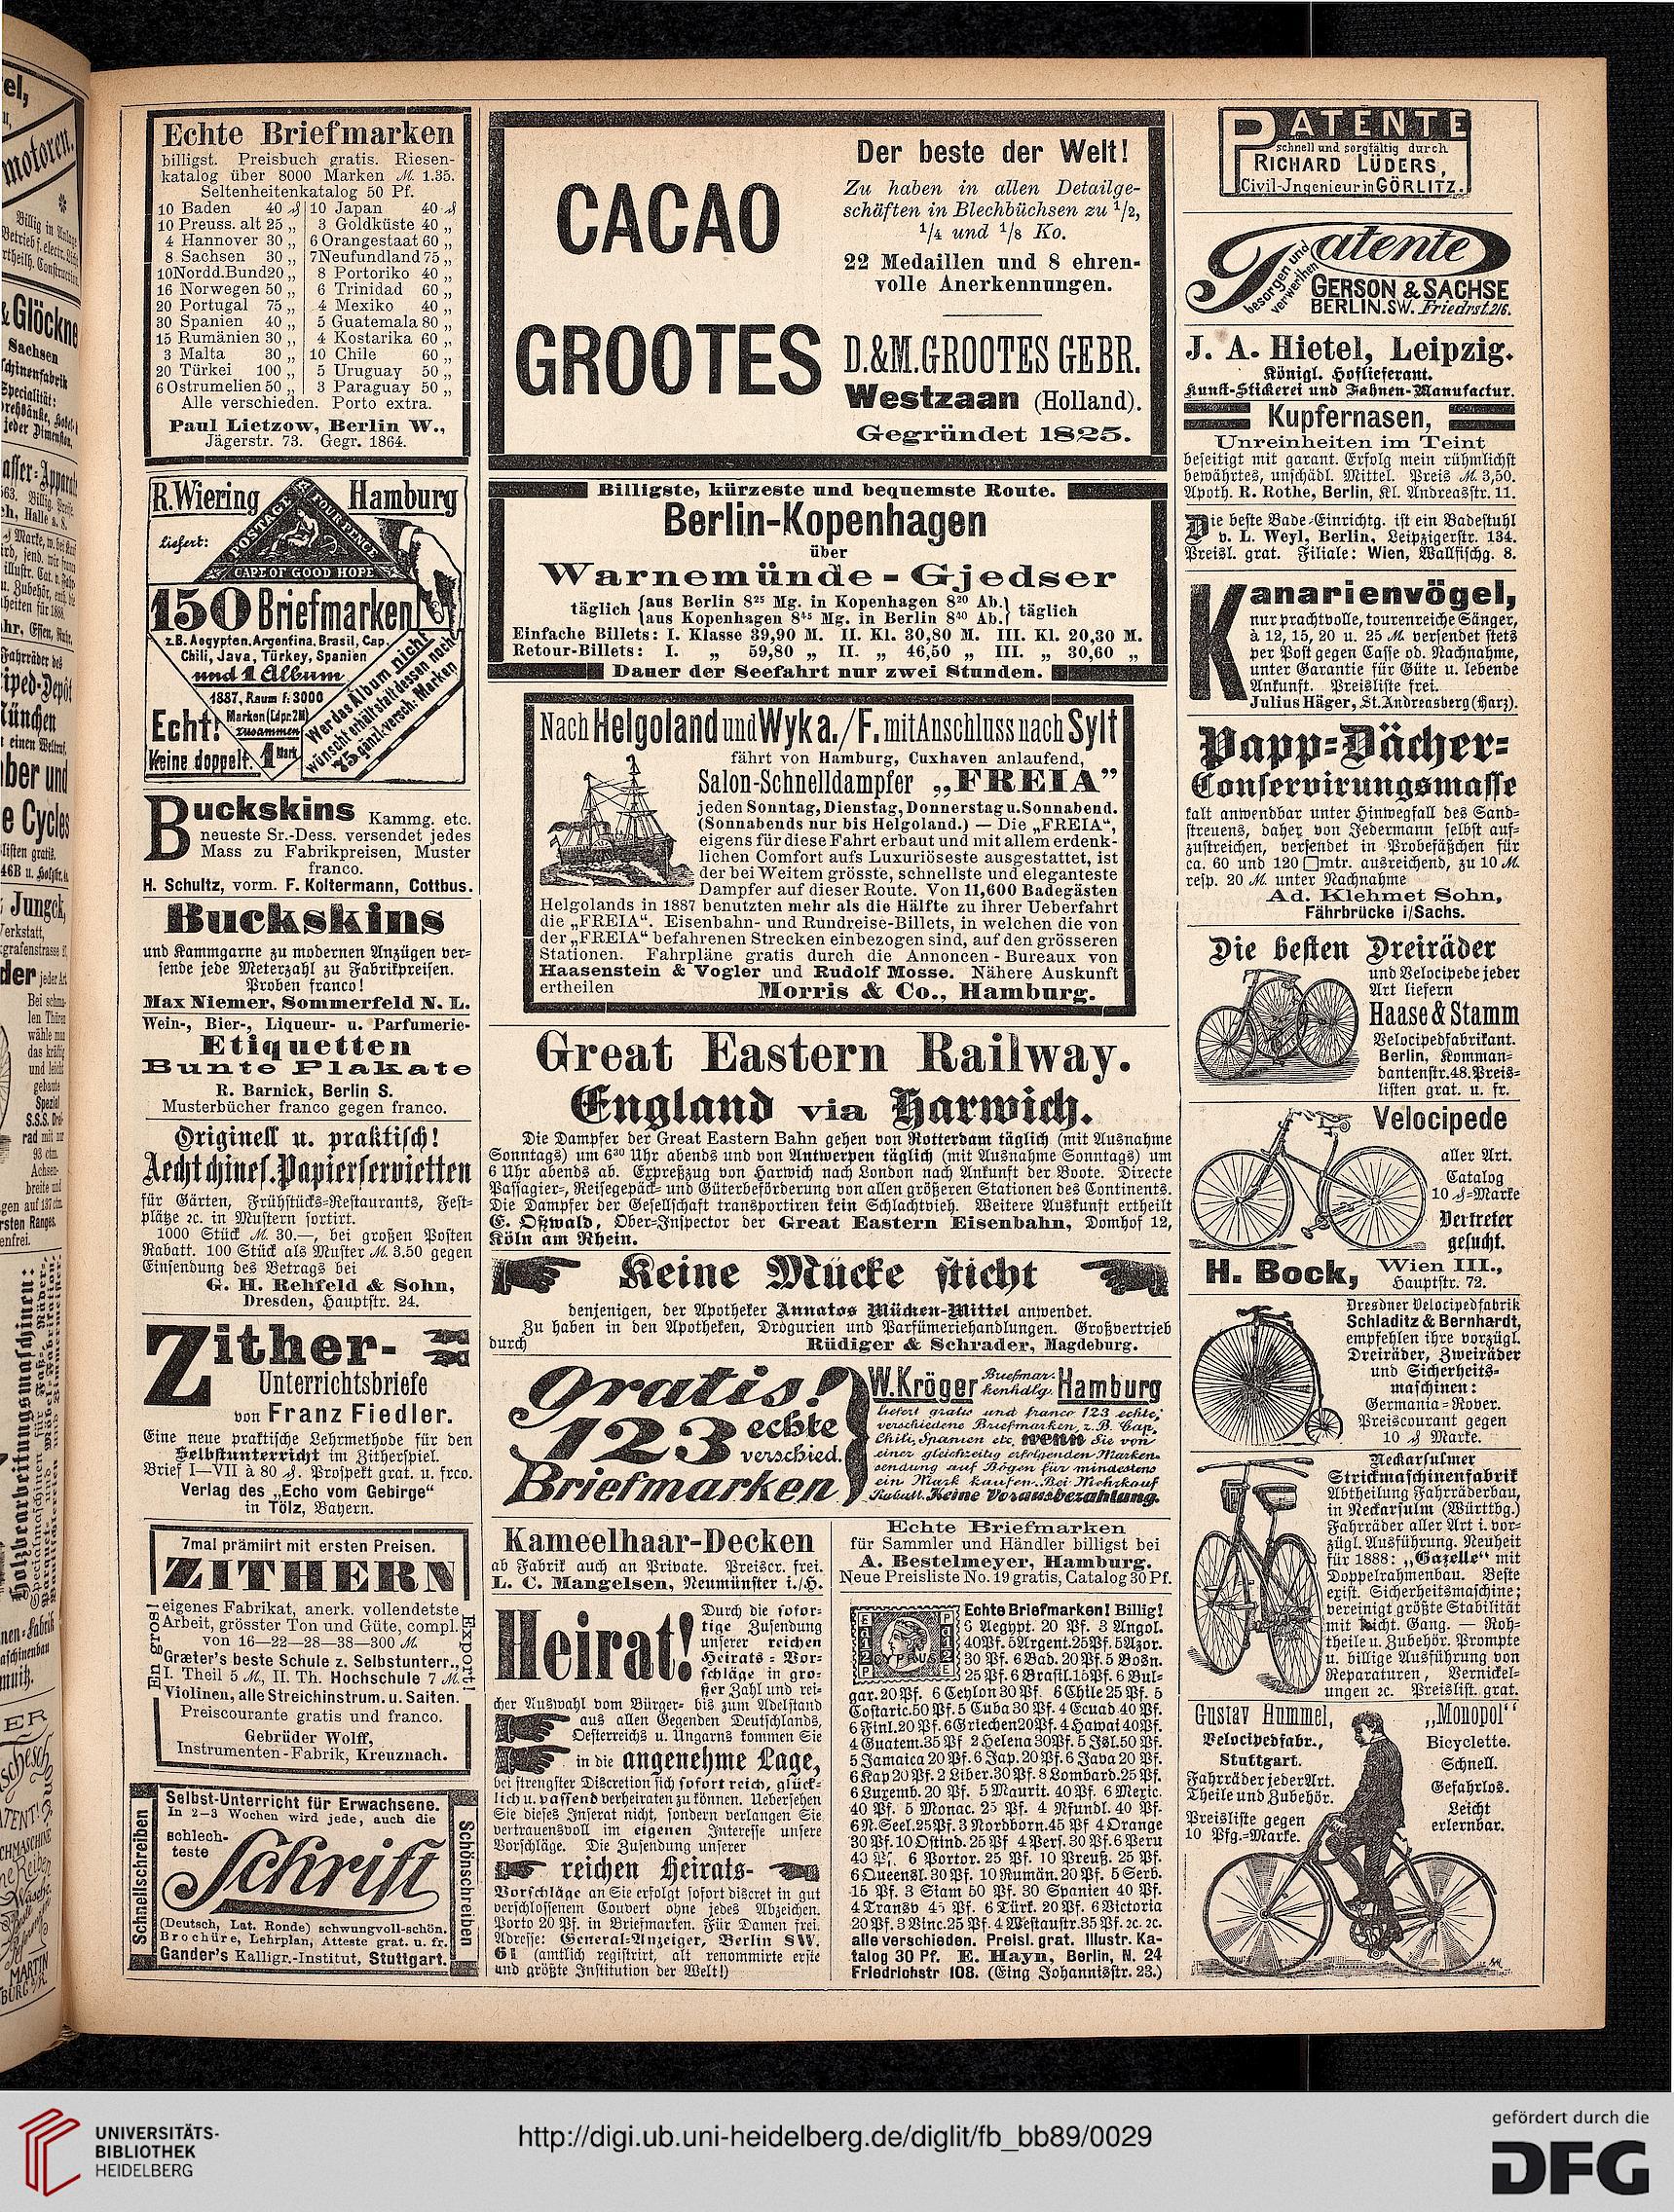 Echte Briefmarken
billigst. Preisbuch gratis. Riesen-
katalog über 8000 Marken M. 1.35.
Seltenheitenkatalog 50 Pf.
10 Baden 40 ₰
10 Preuss. alt 25 „
4 Hannover 30 „
8 Sachsen 30 „
10 Nordd. Bund 20 „
16 Norwegen 50 „
20 Portugal 75 „
30 Spanien 40 „
15 Rumänien 30 „
3 Malta 30 „
20 Türkei 100 „
6 Ostrumelien 50 „
10 Japan 40 ₰
3 Goldküste 40 „
6 Orangestaat 60 „
7 Neufundland 75 „
8 Portoriko 40 „
6 Trinidad 60 „
4 Mexiko 40 „
5 Guatemala 80 „
4 Kostarika 60 „
10 Chile 60 „
5 Uruguay 50 „
3 Paraguay 50 „
Alle verschieden. Porto extra.
Paul Lietzow, Berlin W.,
Jägerstr. 73. Gegr. 1864.
R. Wiering Hamburg
liefert:
POSTAGE FOUR PENCE
CAPE OF GOOD HOPE
150 Briefmarken
z.B. Aegypten. Argentina. Brasil, Cap,
Chili, Java, Türkey, Spanien
und 1 Album
1887, Raum f: 3000
Marken (Ldpr: 2M)
zusammen
1 Mark
Echt!
Keine doppelt.
Wer das Album nicht
wünscht erhält statt dessen noch
75 gänzl. versch: Marken
Buckskins Kammg. etc.
neueste Sr.-Dess. versendet jedes
Mass zu Fabrikpreisen, Muster
franco.
H. Schultz, vorm. F. Koltermann, Cottbus.
Buckskins
und Kammgarne zu modernen Anzügen ver-
sende jede Meterzahl zu Fabrikpreisen.
Proben franco!
Max Niemer, Sommerfeld N. L.
Wein-, Bier-, Liqueur- u. Parfumerie-
Etiquetten
Bunte Plakate
R. Barnick, Berlin S.
Musterbücher franco gegen franco.
Originell u. praktisch!
Aecht chines. Papierservietten
für Gärten, Frühstücks-Restaurants, Fest-
plätze ꝛc. in Mustern sortirt.
1000 Stück M. 30.—, bei großen Posten
Rabatt. 100 Stück als Muster M. 3.50 gegen
Einsendung des Betrags bei
G. H. Rehfeld & Sohn,
Dresden, Hauptstr. 24.
Zither-
Unterrichtsbriefe
von Franz Fiedler.
Eine neue praktische Lehrmethode für den
Selbstunterricht im Zitherspiel.
Brief I—VII à 80 ₰. Prospekt grat. u. frco.
Verlag des „Echo vom Gebirge“
in Tölz, Bayern.
7mal prämiirt mit ersten Preisen.
ZITHERN
En gros!
Export!
eigenes Fabrikat, anerk. vollendetste
Arbeit, grösster Ton und Güte, compl.
von 16—22—28—38—300 M.
Græter's beste Schule z. Selbstunterr.,
I. Theil 5 M., II. Th. Hochschule 7 M.
Violinen, alle Streichinstrum. u. Saiten.
Preiscourante gratis und franco.
Gebrüder Wolff,
Instrumenten-Fabrik, Kreuznach.
Schnellschreiben
Schönschreiben
Selbst-Unterricht für Erwachsene.
In 2—3 Wochen wird jede, auch die
schlech-
teste
Schrift
(Deutsch, Lat. Ronde) schwungvoll-schön.
Brochüre, Lehrplan, Atteste grat. u. fr.
Gander's Kalligr.-Institut, Stuttgart.
CACAO
GROOTES
Der beste der Welt!
Zu haben in allen Detailge-
schäften in Blechbüchsen zu 1/2,
1/4 und 1/8 Ko.
22 Medaillen und 8 ehren-
volle Anerkennungen.
D.&M. GROOTES GEBR.
Westzaan (Holland).
Gegründet 1825.
Billigste, kürzeste und bequemste Route.
Berlin-Kopenhagen
über
Warnemünde - Gjedser
täglich {aus Berlin 8²⁵ Mg. in Kopenhagen 8²⁰ Ab.} täglich
{aus Kopenhagen 8⁴⁵ Mg. in Berlin 8⁴⁰ Ab.}
Einfache Billets: I. Klasse 39,90 M. II. Kl. 30,80 M. III. Kl. 20,30 M.
Retour-Billets: I. „ 59,80 „ II. „ 46,50 „ III. „ 30,60 „
Dauer der Seefahrt nur zwei Stunden.
Nach Helgoland und Wyk a./F. mit Anschluss nach Sylt
fährt von Hamburg, Cuxhaven anlaufend,
Salon-Schnelldampfer „FREIA”
jeden Sonntag, Dienstag, Donnerstag u. Sonnabend.
(Sonnabends nur bis Helgoland.) — Die „FREIA“,
eigens für diese Fahrt erbaut und mit allem erdenk-
lichen Comfort aufs Luxuriöseste ausgestattet, ist
der bei Weitem grösste, schnellste und eleganteste
Dampfer auf dieser Route. Von 11,600 Badegästen
Helgolands in 1887 benutzten mehr als die Hälfte zu ihrer Ueberfahrt
die „FREIA“. Eisenbahn- und Rundreise-Billets, in welchen die von
der „FREIA“ befahrenen Strecken einbezogen sind, auf den grösseren
Stationen. Fahrpläne gratis durch die Annoncen-Bureaux von
Haasenstein & Vogler und Rudolf Mosse. Nähere Auskunft
ertheilen Morris & Co., Hamburg.
Great Eastern Railway.
England via Harwich.
Die Dampfer der Great Eastern Bahn gehen von Rotterdam täglich (mit Ausnahme
Sonntags) um 6³⁰ Uhr abends und von Antwerpen täglich (mit Ausnahme Sonntags) um
6 Uhr abends ab. Expreßzug von Harwich nach London nach Ankunft der Boote. Directe
Passagier-, Reisegepäck- und Güterbeförderung von allen größeren Stationen des Continents.
Die Dampfer der Gesellschaft transportiren kein Schlachtvieh. Weitere Auskunft ertheilt
E. Oßwald, Ober-Inspector der Great Eastern Eisenbahn, Domhof 12,
Köln am Rhein.
Keine Mücke sticht
denjenigen, der Apotheker Annatos Mücken-Mittel anwendet.
Zu haben in den Apotheken, Drogurien und Parfümeriehandlungen. Großvertrieb
durch Rüdiger & Schrader, Magdeburg.
Gratis!
123 echte
verschied.
Briefmarken
W. Kröger Briefmar-
kenhdlg. Hamburg
liefert gratis und franco 123 echte,
verschiedene Briefmarken, z. B. Cap,
Chili, Spanien etc. wenn Sie von
einer gleichzeitig erfolgenden Marken-
sendung auf Bögen für mindestens
ein Mark kaufen. Bei Mehrkauf
Rabatt. Keine Vorausbezahlung.
Kameelhaar-Decken
ab Fabrik auch an Private. Preiscr. frei.
L. C. Mangelsen, Neumünster i./H.
Heirat!
Durch die sofor-
tige Zusendung
unserer reichen
Heirats-Vor-
schläge in gro-
ßer Zahl und rei-
cher Auswahl vom Bürger- bis zum Adelstand
aus allen Gegenden Deutschlands,
Oesterreichs u. Ungarns kommen Sie
in die angenehme Lage,
bei strengster Discretion sich sofort reich, glück-
lich u. passend verheiraten zu können. Uebersehen
Sie dieses Inserat nicht, sondern verlangen Sie
vertrauensvoll im eigenen Interesse unsere
Vorschläge. Die Zusendung unserer
reichen Heirats-
Vorschläge an Sie erfolgt sofort discret in gut
verschlossenem Couvert ohne jedes Abzeichen.
Porto 20 Pf. in Briefmarken. Für Damen frei.
Adresse: General-Anzeiger, Berlin SW.
61 (amtlich registrirt, alt renommirte erste
und größte Institution der Welt!)
Echte Briefmarken
für Sammler und Händler billigst bei
A. Bestelmeyer, Hamburg.
Neue Preisliste No. 19 gratis, Catalog 30 Pf.
CYPRUS
Echte Briefmarken! Billig!
5 Aegypt. 20 Pf. 3 Angol.
40 Pf. 5 Argent. 25 Pf. 5 Azor.
30 Pf. 6 Bad. 20 Pf. 5 Bosn.
25 Pf. 6 Brasil. 15 Pf. 6 Bul-
gar. 20 Pf. 6 Ceylon 30 Pf. 6 Chile 25 Pf. 5
Costaric. 50 Pf. 5 Cuba 30 Pf. 4 Ecuad. 40 Pf.
6 Finl. 20 Pf. 6 Griechen 20 Pf. 4 Hawai 40 Pf.
4 Guatem. 35 Pf. 2 Helena 30 Pf. 5 Isl. 50 Pf.
5 Jamaica 20 Pf. 6 Jap. 20 Pf. 6 Java 20 Pf.
6 Kap 20 Pf. 2 Liber. 30 Pf. 8 Lombard. 25 Pf.
6 Luxemb. 20 Pf. 5 Maurit. 40 Pf. 6 Mexic.
40 Pf. 5 Monac. 25 Pf. 4 Nfundl. 40 Pf.
6 N. Seel. 25 Pf. 3 Nordborn. 45 Pf 4 Orange
30 Pf. 10 Ostind. 25 Pf 4 Pers. 30 Pf. 6 Peru
40 Pf. 6 Portor. 25 Pf. 10 Preuß. 25 Pf.
6 Queensl. 30 Pf. 10 Rumän. 20 Pf. 5 Serb.
15 Pf. 3 Siam 50 Pf. 30 Spanien 40 Pf.
4 Transv 45 Pf. 6 Türk. 20 Pf. 6 Victoria
20 Pf. 3 Vinc. 25 Pf. 4 Westaustr. 35 Pf. ꝛc. ꝛc.
alle verschieden. Preisl. grat. Illustr. Ka-
talog 30 Pf. E. Hayn, Berlin, N. 24
Friedrichstr 108. (Eing Johannisstr. 23.)
PATENTE
schnell und sorgfältig durch
RICHARD LÜDERS,
Civil-Jngenieur in GÖRLITZ.
Patente
besorgen und
verwerthen
GERSON & SACHSE
BERLIN. SW. Friedrst. 216.
J. A. Hietel, Leipzig.
Königl. Hoflieferant.
Kunst-Stickerei und Fahnen-Manufactur.
Kupfernasen,
Unreinheiten im Teint
beseitigt mit garant. Erfolg mein rühmlichst
bewährtes, unschädl. Mittel. Preis M. 3,50.
Apoth. R. Rothe, Berlin, Kl. Andreasstr. 11.
Die beste Bade-Einrichtg. ist ein Badestuhl
v. L. Weyl, Berlin, Leipzigerstr. 134.
Preisl. grat. Filiale: Wien, Wallfischg. 8.
Kanarienvögel,
nur prachtvolle, tourenreiche Sänger,
à 12, 15, 20 u. 25 M. versendet stets
per Post gegen Casse od. Nachnahme,
unter Garantie für Güte u. lebende
Ankunft. Preisliste frei.
Julius Häger, St. Andreasberg (Harz).
Papp-Dächer-
Conservirungsmasse
kalt anwendbar unter Hinwegfall des Sand-
streuens, daher von Jedermann selbst auf-
zustreichen, versendet in Probefäßchen für
ca. 60 und 120 □mtr. ausreichend, zu 10 M.
resp. 20 M. unter Nachnahme
Ad. Klehmet Sohn,
Fährbrücke i/Sachs.
Die besten Dreiräder
und Velocipede jeder
Art liefern
Haase & Stamm
Velocipedfabrikant.
Berlin, Komman-
dantenstr. 48. Preis-
listen grat. u. fr.
Velocipede
aller Art.
Catalog
10 ₰-Marke
Vertreter
gesucht.
H. Bock, Wien III.,
Hauptstr. 72.
Dresdner Velocipedfabrik
Schladitz & Bernhardt,
empfehlen ihre vorzügl.
Dreiräder, Zweiräder
und Sicherheits-
maschinen:
Germania-Rover.
Preiscourant gegen
10 ₰ Marke.
Neckarsulmer
Strickmaschinenfabrik
Abtheilung Fahrräderbau,
in Neckarsulm (Württbg.)
Fahrräder aller Art i. vor-
zügl. Ausführung. Neuheit
für 1888: „Gazelle“ mit
Doppelrahmenbau. Beste
exist. Sicherheitsmaschine;
vereinigt größte Stabilität
mit leicht. Gang. — Roh-
theile u. Zubehör. Prompte
u. billige Ausführung von
Reparaturen, Vernickel-
ungen ꝛc. Preislist. grat.
Gustav Hummel,
Velocipedfabr.,
Stuttgart.
Fahrräder jeder Art.
Theile und Zubehör.
Preisliste gegen
10 Pfg.-Marke.
„Monopol“
Bicyclette.
Schnell.
Gefahrlos.
Leicht
erlernbar.
UNIVERSITÄTS-
BIBLIOTHEK
HEIDELBERG
http://digi.ub.uni-heidelberg.de/diglit/fb_bb89/0029
gefördert durch die
DFG